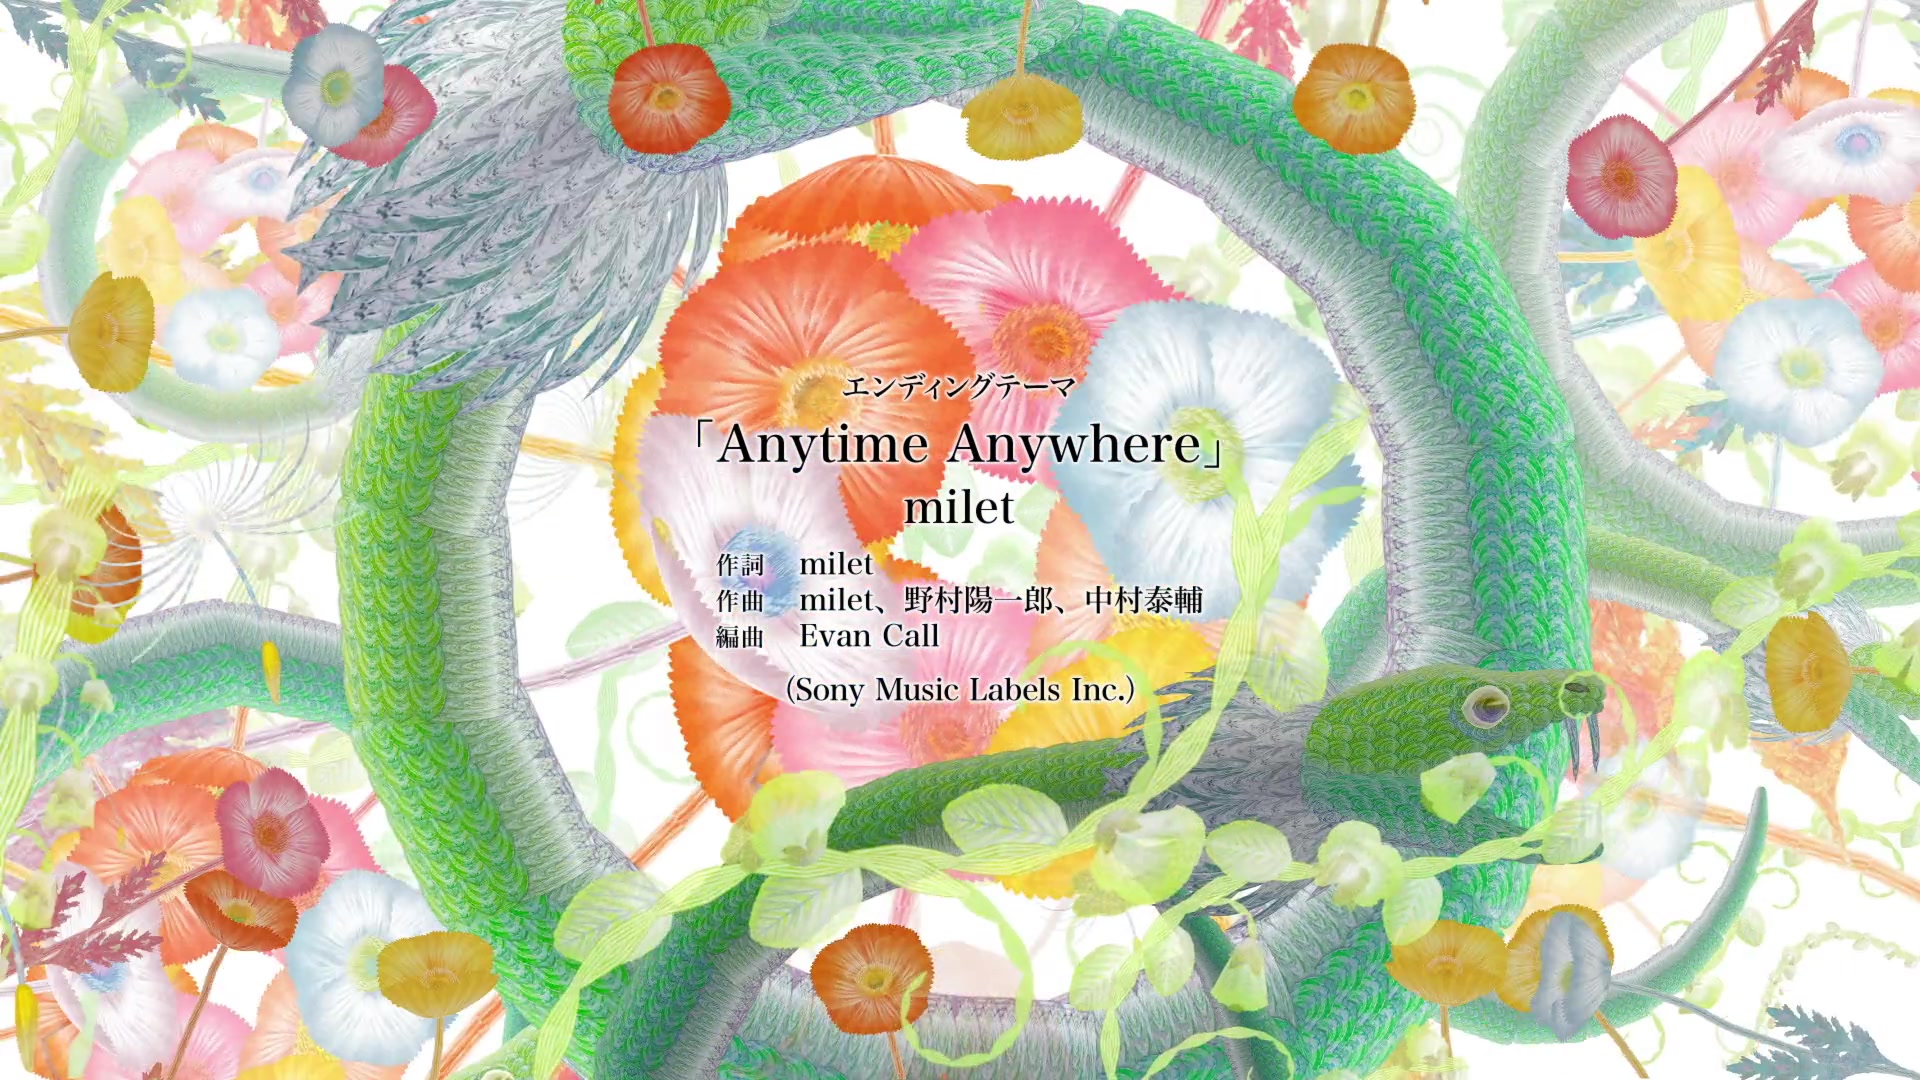 エンディングテーマ
「Anytime Anywhere」
milet
作詞 milet
作曲 milet、野村陽一郎、中村泰輔
編曲 Evan Call
(Sony Music Labels Inc.)